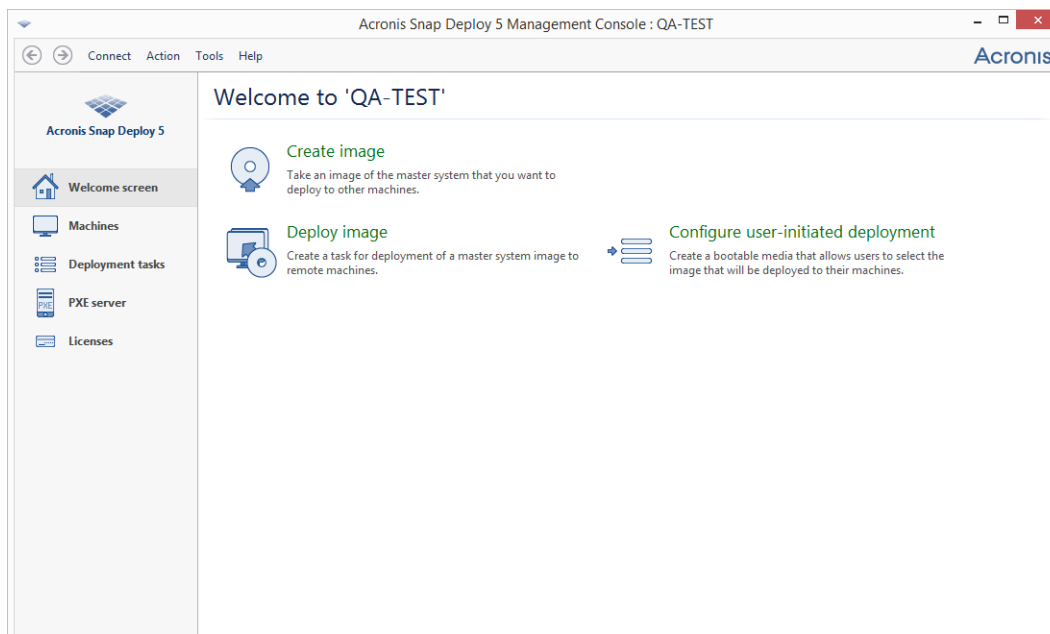 Acronis Snap Deploy 5 Management Console : QA-TEST
Connect Action Tools Help
Acronis
Acronis Snap Deploy 5
Welcome screen
Machines
Deployment tasks
PXE
PXE server
Licenses
Welcome to 'QA-TEST'
Create image
Take an image of the master system that you want to
deploy to other machines.
Deploy image
Create a task for deployment of a master system image to
remote machines.
Configure user-initiated deployment
Create a bootable media that allows users to select the
image that will be deployed to their machines.